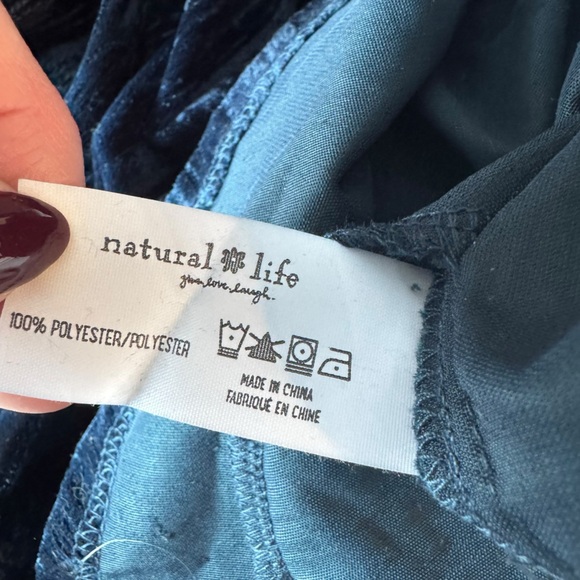 natural life
give.love.laugh.
100% POLYESTER/POLYESTER
MADE IN CHINA
FABRIQUÉ EN CHINE